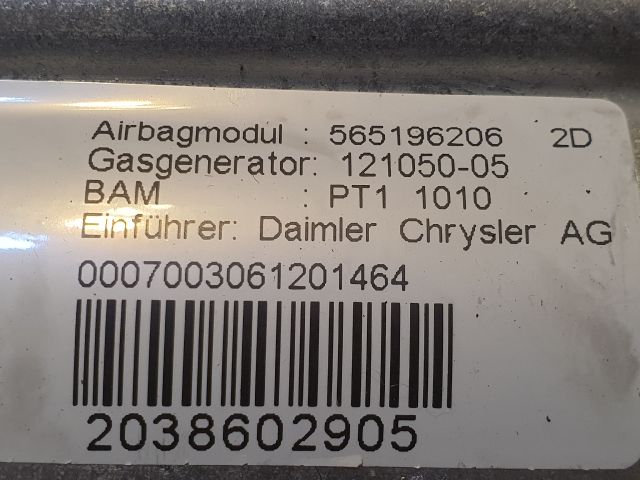 Airbagmodul : 565196206 2D
Gasgenerator: 121050-05
BAM : PT1 1010
Einführer: Daimler Chrysler AG
0007003061201464
2038602905